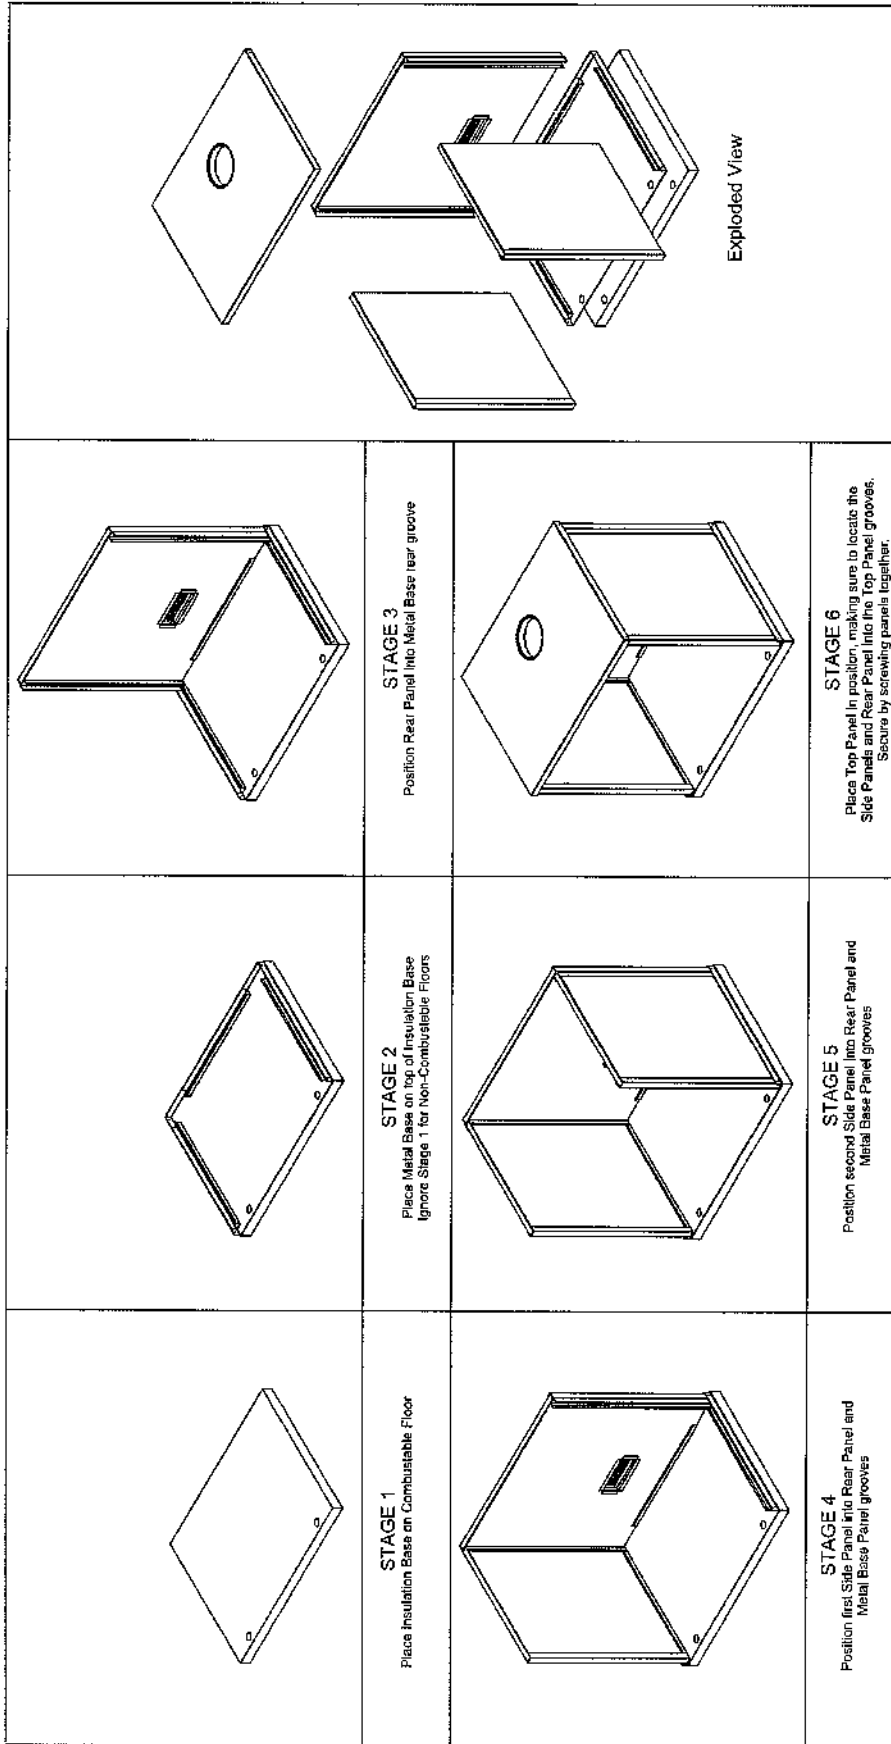 STAGE 1
Place Insulation Base on Combustable Floor
STAGE 2
Place Metal Base on top of Insulation Base
Ignore Stage 1 for Non-Combustable Floors
STAGE 3
Position Rear Panel Into Metal Base rear groove
STAGE 4
Position first Side Panel into Rear Panel and
Metal Base Panel grooves
STAGE 5
Position second Side Panel Into Rear Panel and
Metal Base Panel grooves
STAGE 6
Place Top Panel in position, making sure to locate the
Side Panels and Rear Panel Into the Top Panel grooves.
Secure by screwing panels together.
Exploded View